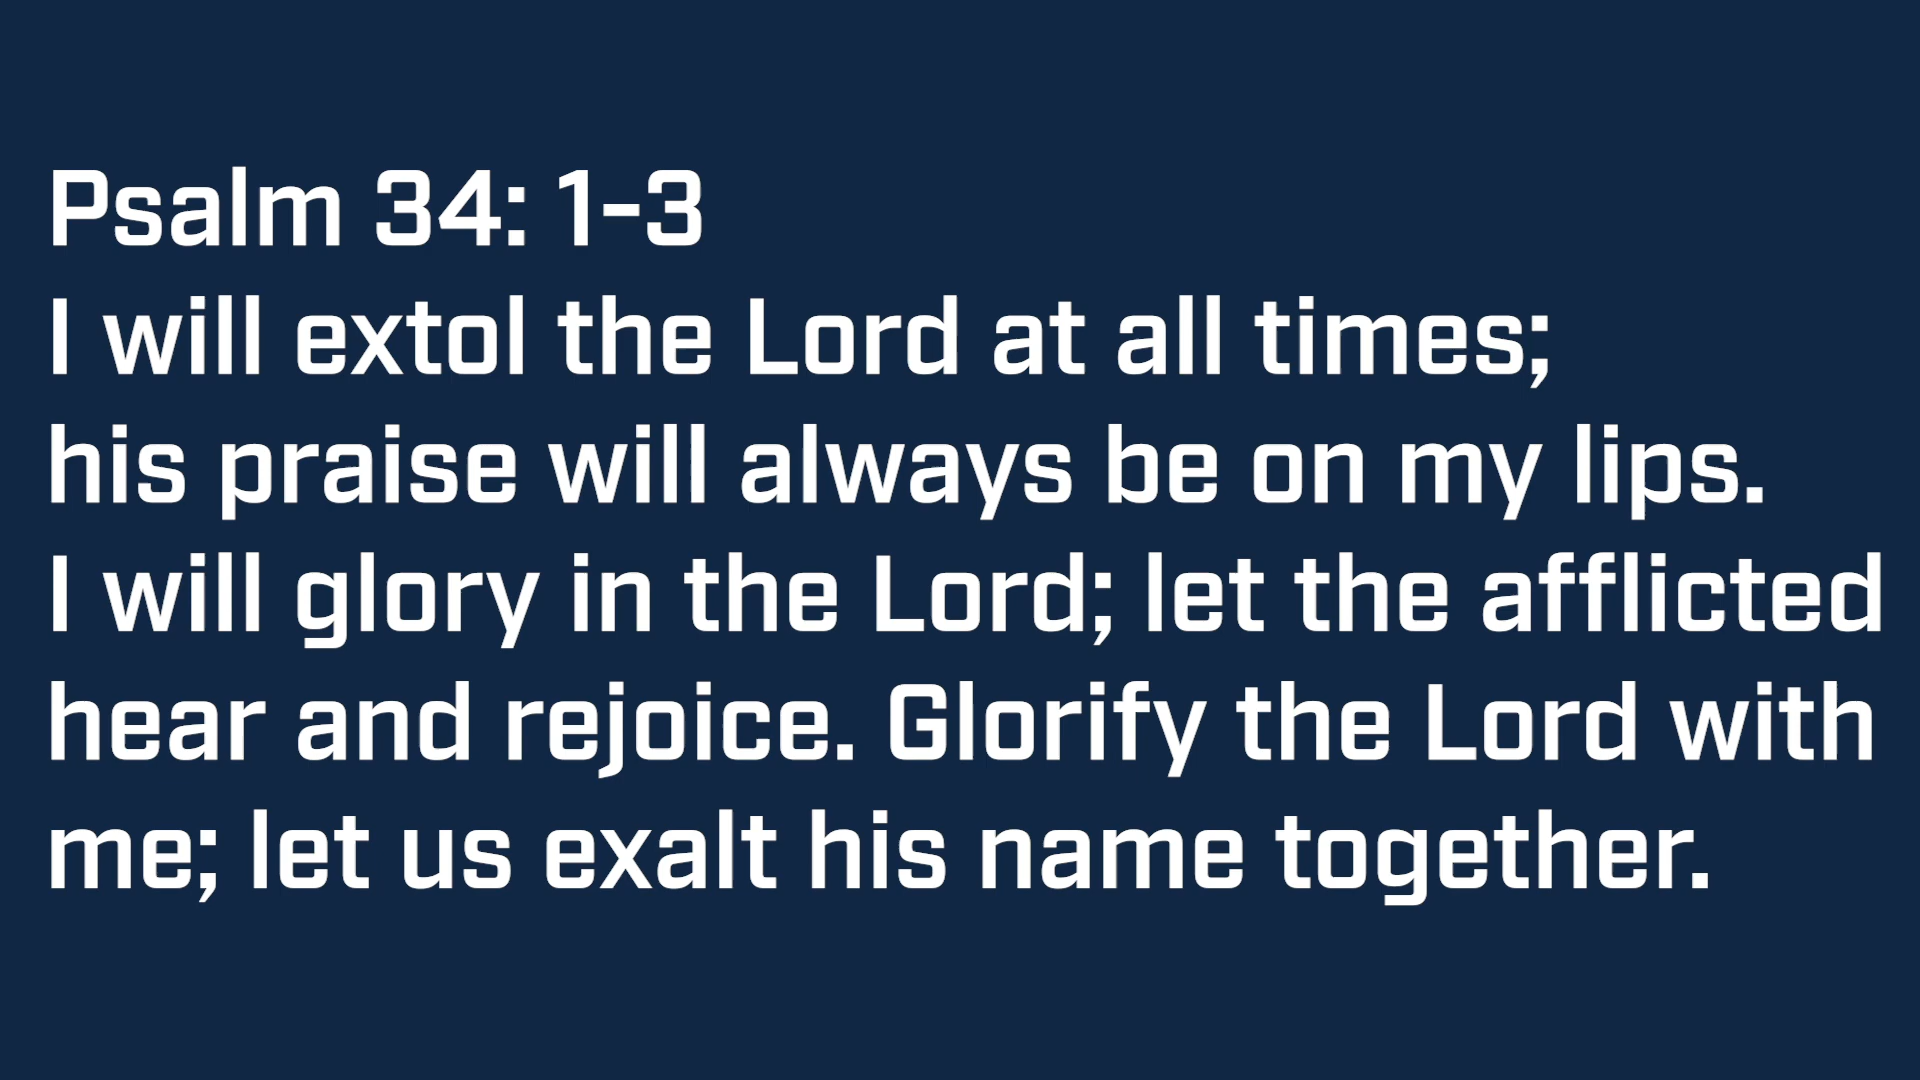 Psalm 34: 1-3
I will extol the Lord at all times;
his praise will always be on my lips.
I will glory in the Lord; let the afflicted
hear and rejoice. Glorify the Lord with
me; let us exalt his name together.